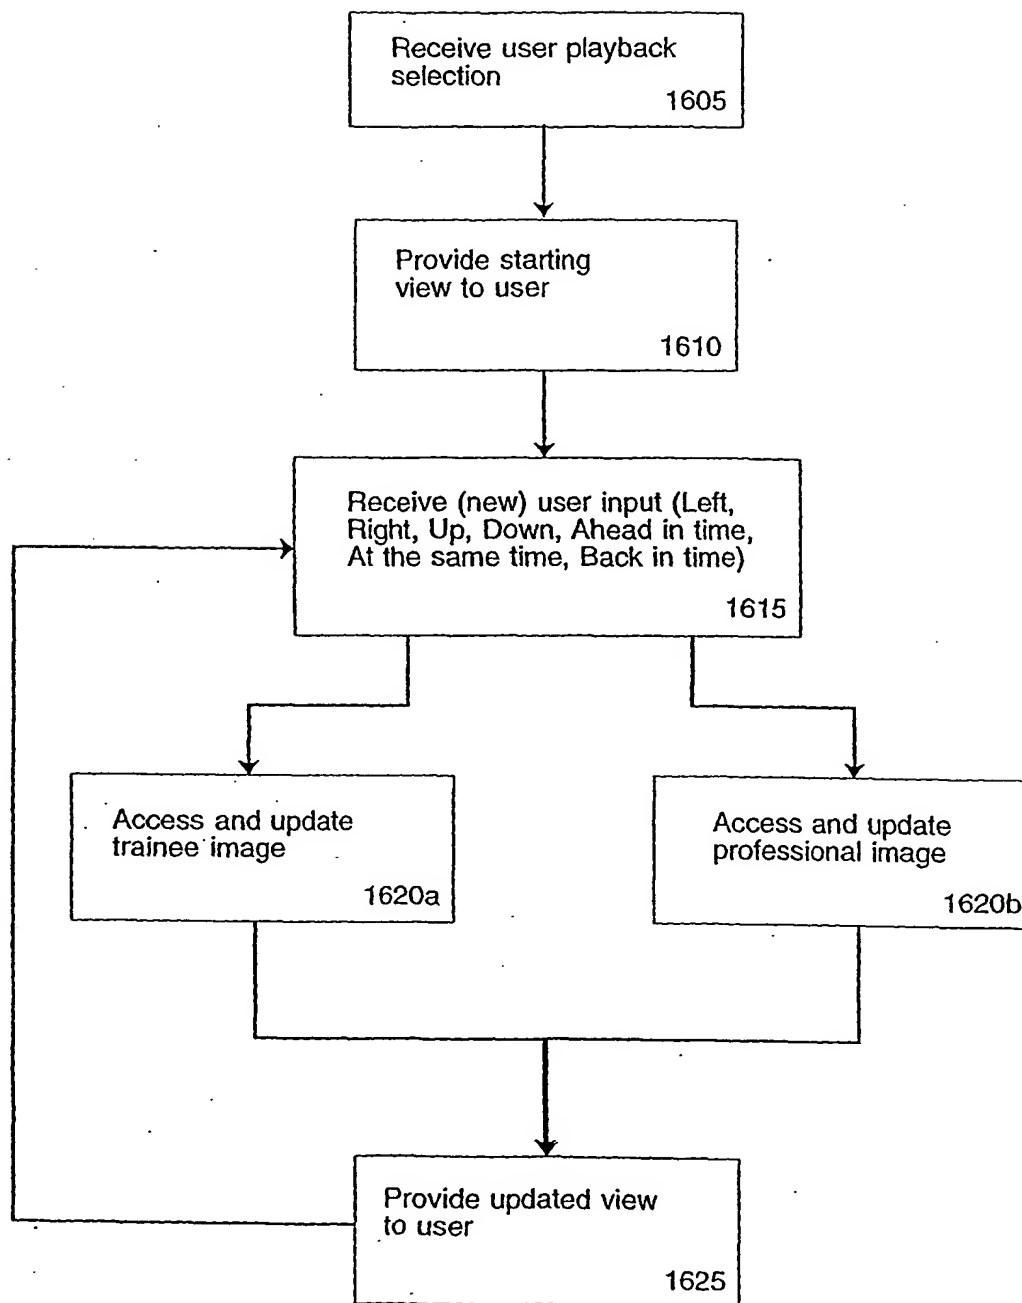 Receive user playback
selection
1605
Provide starting
view to user
1610
Receive (new) user input (Left,
Right, Up, Down, Ahead in time,
At the same time, Back in time)
1615
Access and update
trainee image
1620a
Access and update
professional image
1620b
Provide updated view
to user
1625